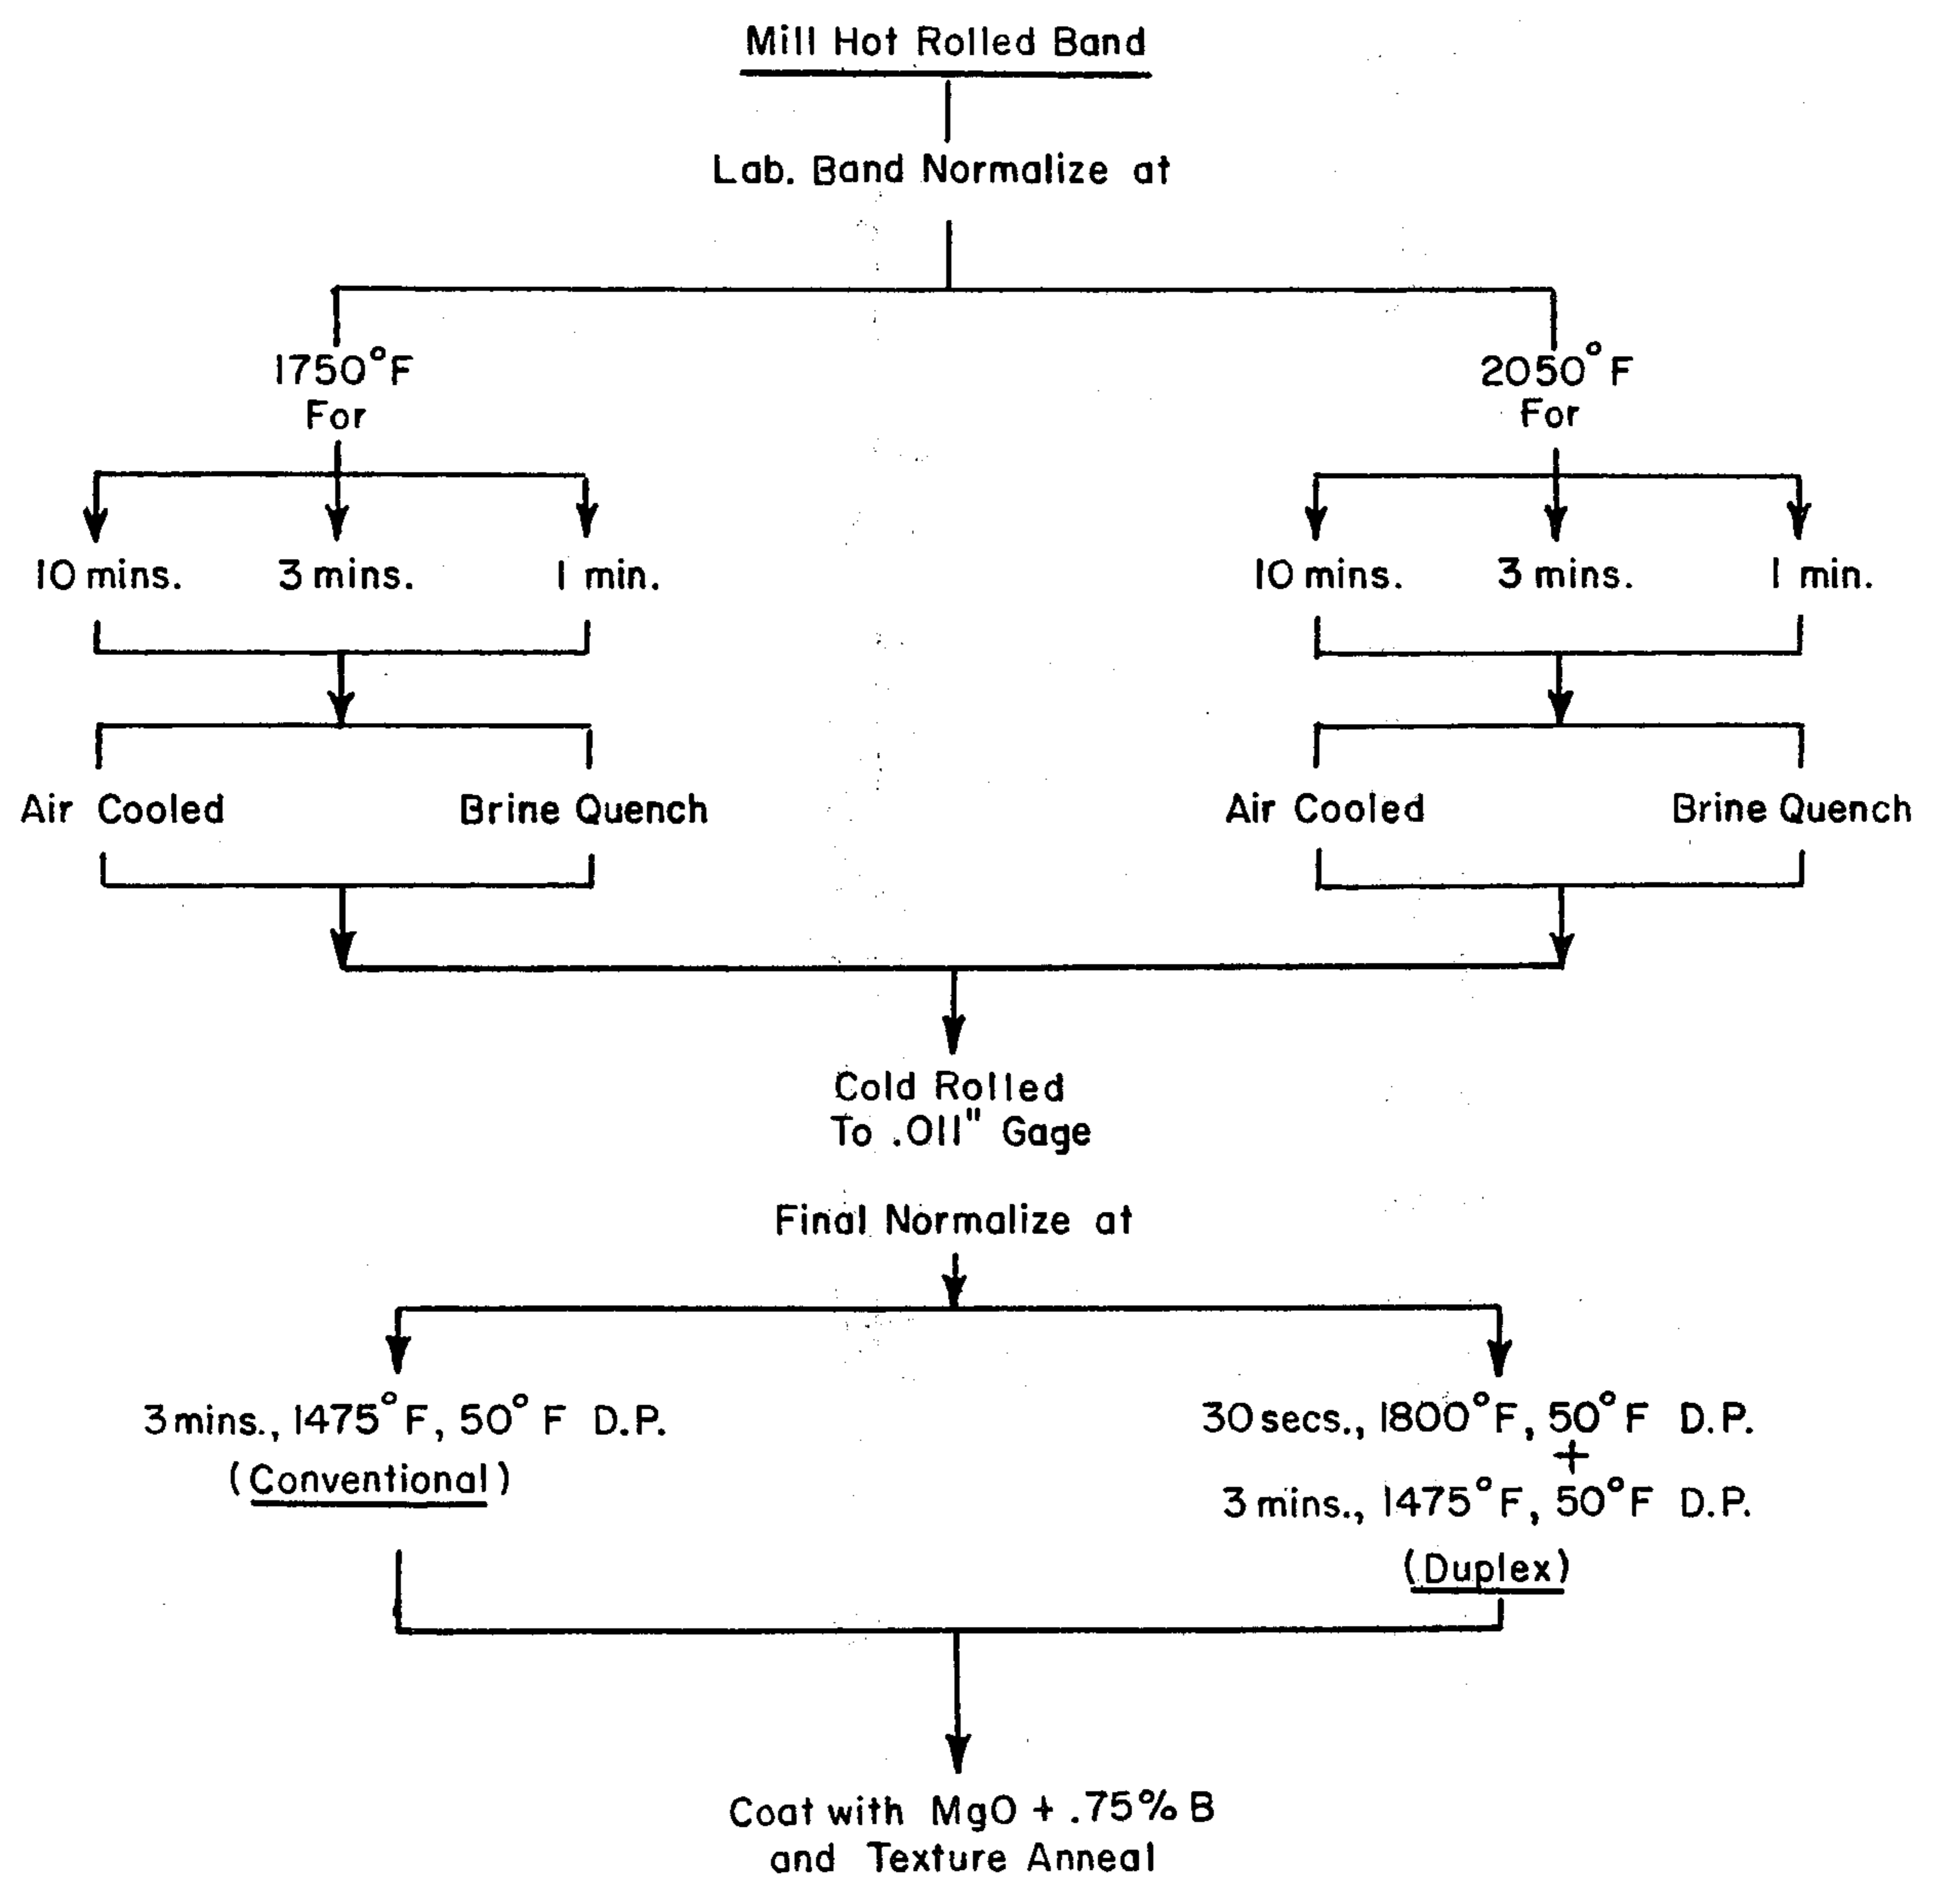 Mill Hot Rolled Band
Lab. Band Normalize at
1750°F
For
2050°F
For
10 mins.
3 mins.
1 min.
10 mins.
3 mins.
1 min.
Air Cooled
Brine Quench
Air Cooled
Brine Quench
Cold Rolled
To .011" Gage
Final Normalize at
3 mins., 1475°F, 50°F D.P.
(Conventional)
30 secs., 1800°F, 50°F D.P.
+
3 mins., 1475°F, 50°F D.P.
(Duplex)
Coat with MgO + .75% B
and Texture Anneal